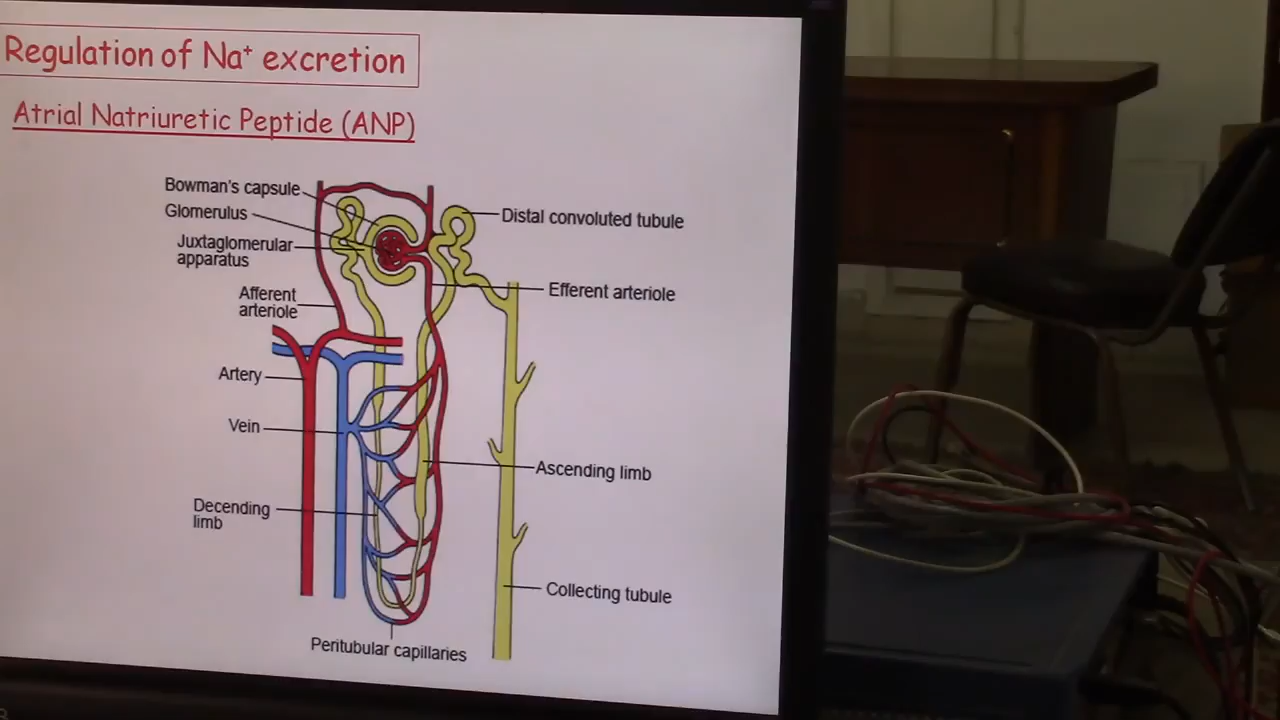 Regulation of Na⁺ excretion
Atrial Natriuretic Peptide (ANP)
Bowman's capsule
Glomerulus
Juxtaglomerular
apparatus
Afferent
arteriole
Artery
Vein
Decending
limb
Peritubular capillaries
Distal convoluted tubule
Efferent arteriole
Ascending limb
Collecting tubule